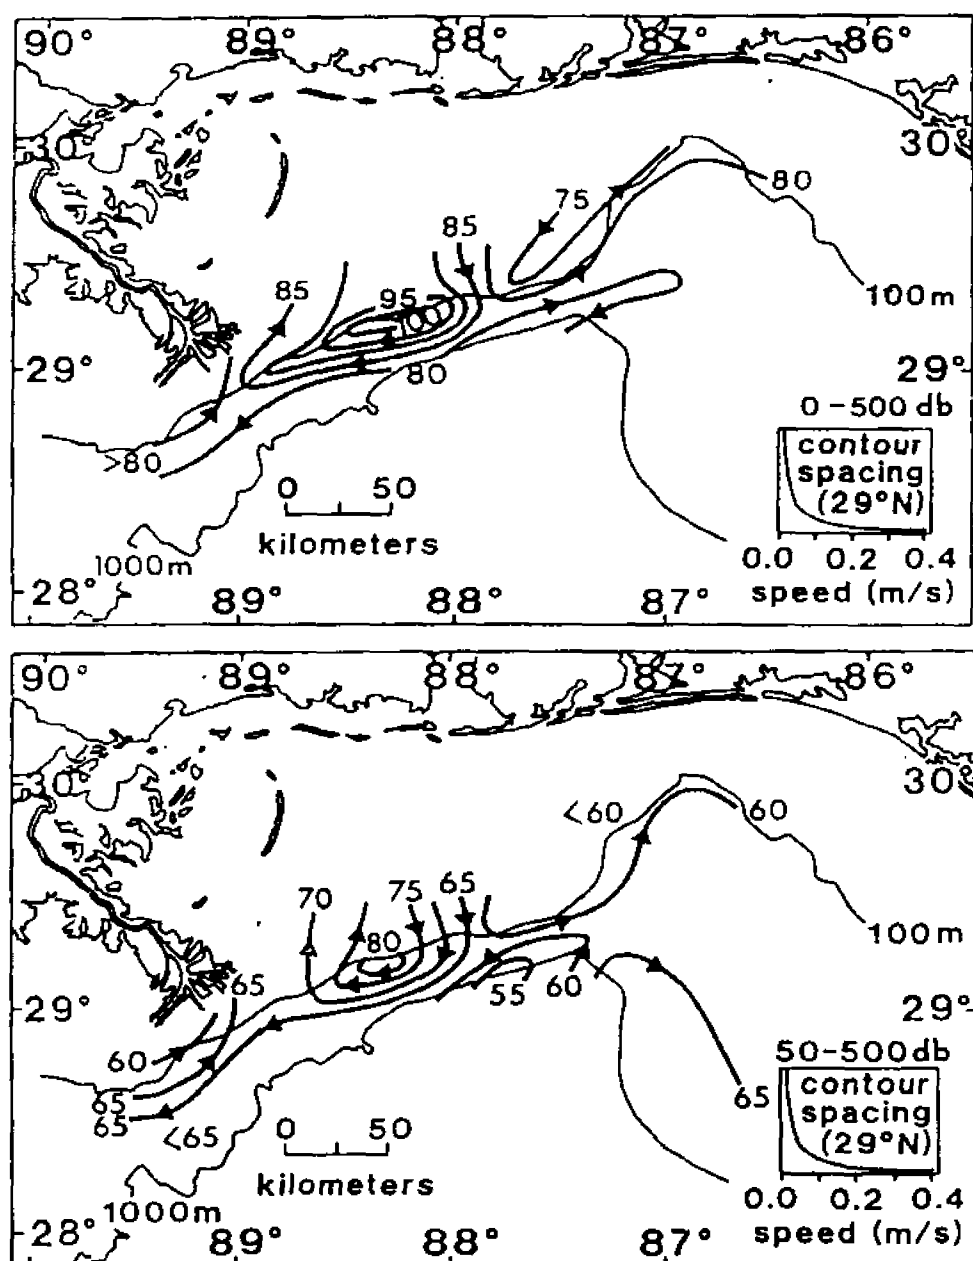 90° 89° 88° 87° 86°
30° 30°
80
75
85
100m
85
95
100
29° 80 29°
0-500 db
>80
contour
spacing
(29°N)
0 50
kilometers
1000m
0.0 0.2 0.4
28° 89° 88° 87° speed (m/s)
90° 89° 88° 87° 86°
30° 30°
<60 60
70 75 65
80
100m
65 55 60
29° 29°
60
50-500db
65
65
65
<65
contour
spacing
(29°N)
0 50
kilometers
1000m
0.0 0.2 0.4
28° 89° 88° 87° speed (m/s)